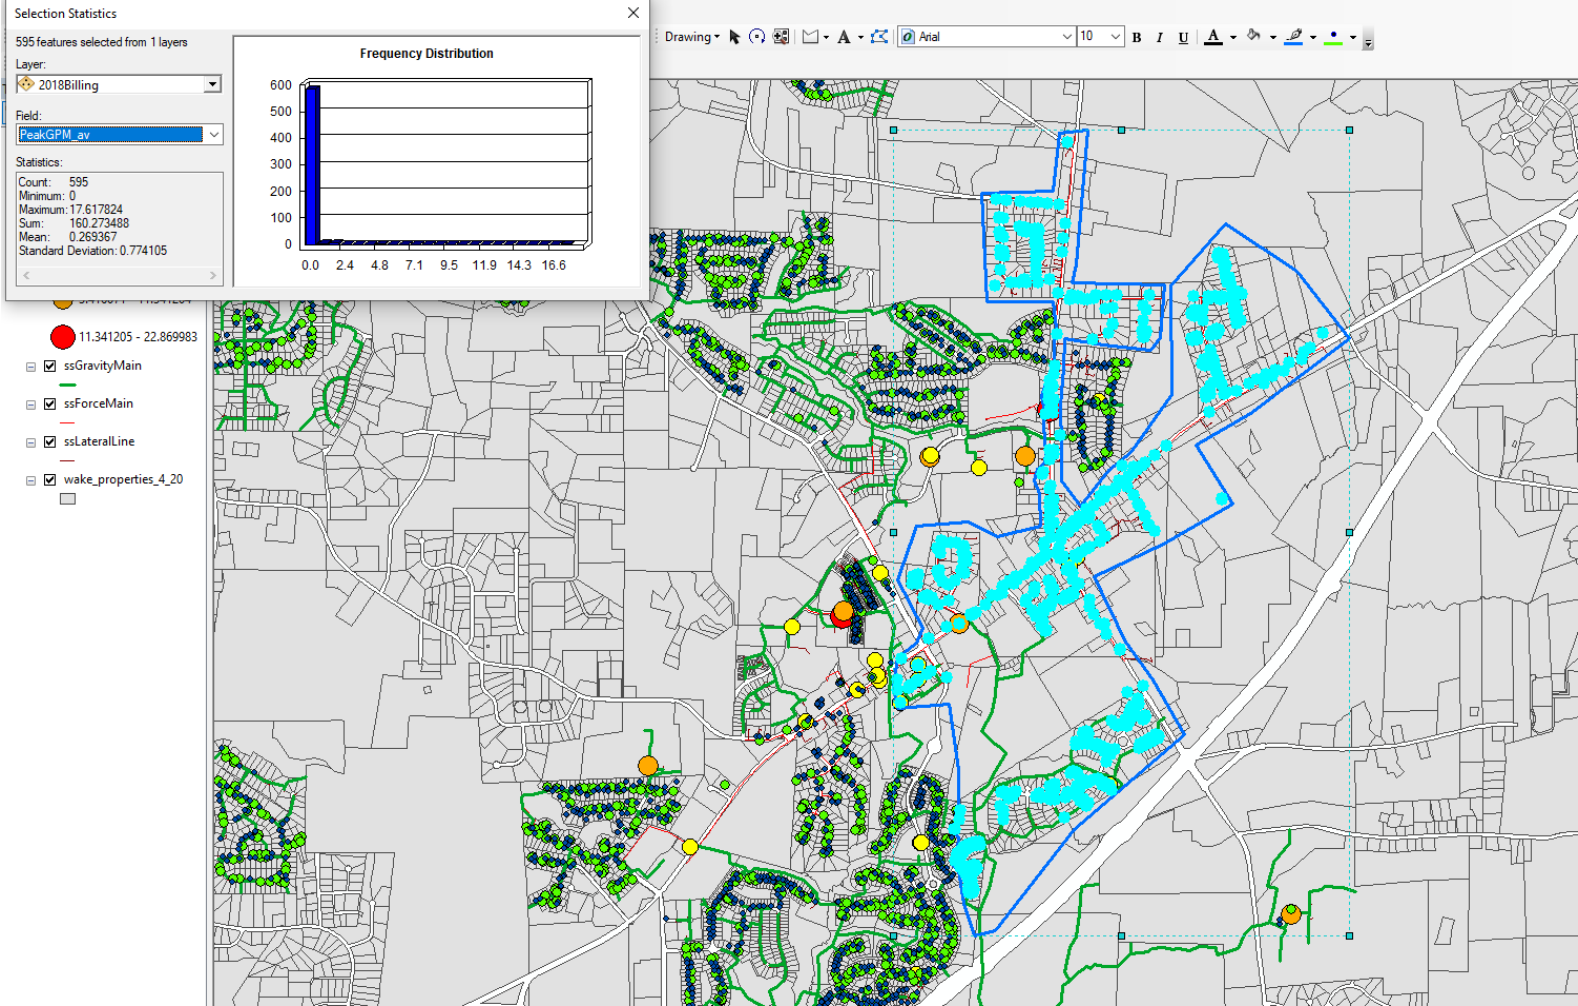 Selection Statistics
595 features selected from 1 layers
Layer:
2018Billing
Field:
PeakGPM_av
Statistics:
Count: 595
Minimum: 0
Maximum: 17.617824
Sum: 160.273488
Mean: 0.269367
Standard Deviation: 0.774105
Frequency Distribution
600
500
400
300
200
100
0
0.0 2.4 4.8 7.1 9.5 11.9 14.3 16.6
Drawing
A
Arial
10
B I U A
11.341205 - 22.869983
ssGravityMain
ssForceMain
ssLateralLine
wake_properties_4_20